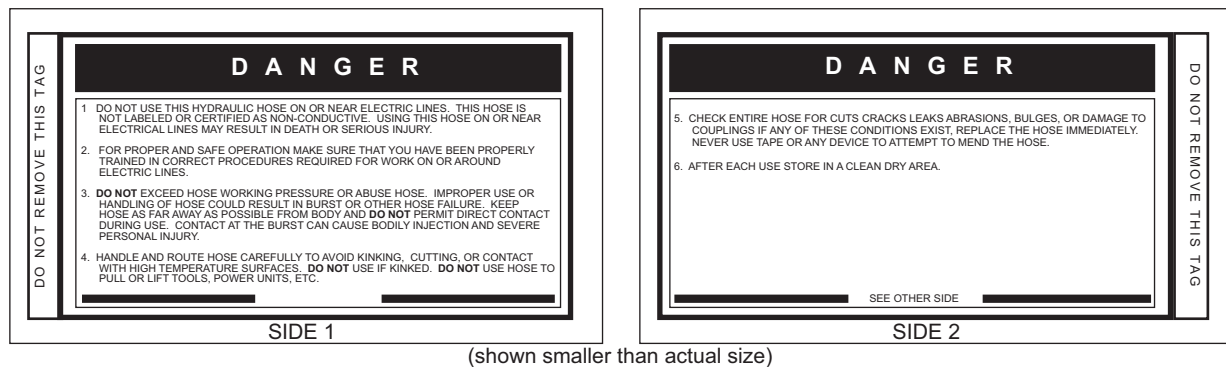 DO NOT REMOVE THIS TAG
DANGER
1 DO NOT USE THIS HYDRAULIC HOSE ON OR NEAR ELECTRIC LINES. THIS HOSE IS
NOT LABELED OR CERTIFIED AS NON-CONDUCTIVE. USING THIS HOSE ON OR NEAR
ELECTRICAL LINES MAY RESULT IN DEATH OR SERIOUS INJURY.
2. FOR PROPER AND SAFE OPERATION MAKE SURE THAT YOU HAVE BEEN PROPERLY
TRAINED IN CORRECT PROCEDURES REQUIRED FOR WORK ON OR AROUND
ELECTRIC LINES.
3. DO NOT EXCEED HOSE WORKING PRESSURE OR ABUSE HOSE. IMPROPER USE OR
HANDLING OF HOSE COULD RESULT IN BURST OR OTHER HOSE FAILURE. KEEP
HOSE AS FAR AWAY AS POSSIBLE FROM BODY AND DO NOT PERMIT DIRECT CONTACT
DURING USE. CONTACT AT THE BURST CAN CAUSE BODILY INJECTION AND SEVERE
PERSONAL INJURY.
4. HANDLE AND ROUTE HOSE CAREFULLY TO AVOID KINKING, CUTTING, OR CONTACT
WITH HIGH TEMPERATURE SURFACES. DO NOT USE IF KINKED. DO NOT USE HOSE TO
PULL OR LIFT TOOLS, POWER UNITS, ETC.
SIDE 1
DANGER
5. CHECK ENTIRE HOSE FOR CUTS CRACKS LEAKS ABRASIONS, BULGES, OR DAMAGE TO
COUPLINGS IF ANY OF THESE CONDITIONS EXIST, REPLACE THE HOSE IMMEDIATELY.
NEVER USE TAPE OR ANY DEVICE TO ATTEMPT TO MEND THE HOSE.
6. AFTER EACH USE STORE IN A CLEAN DRY AREA.
SEE OTHER SIDE
DO NOT REMOVE THIS TAG
SIDE 2
(shown smaller than actual size)